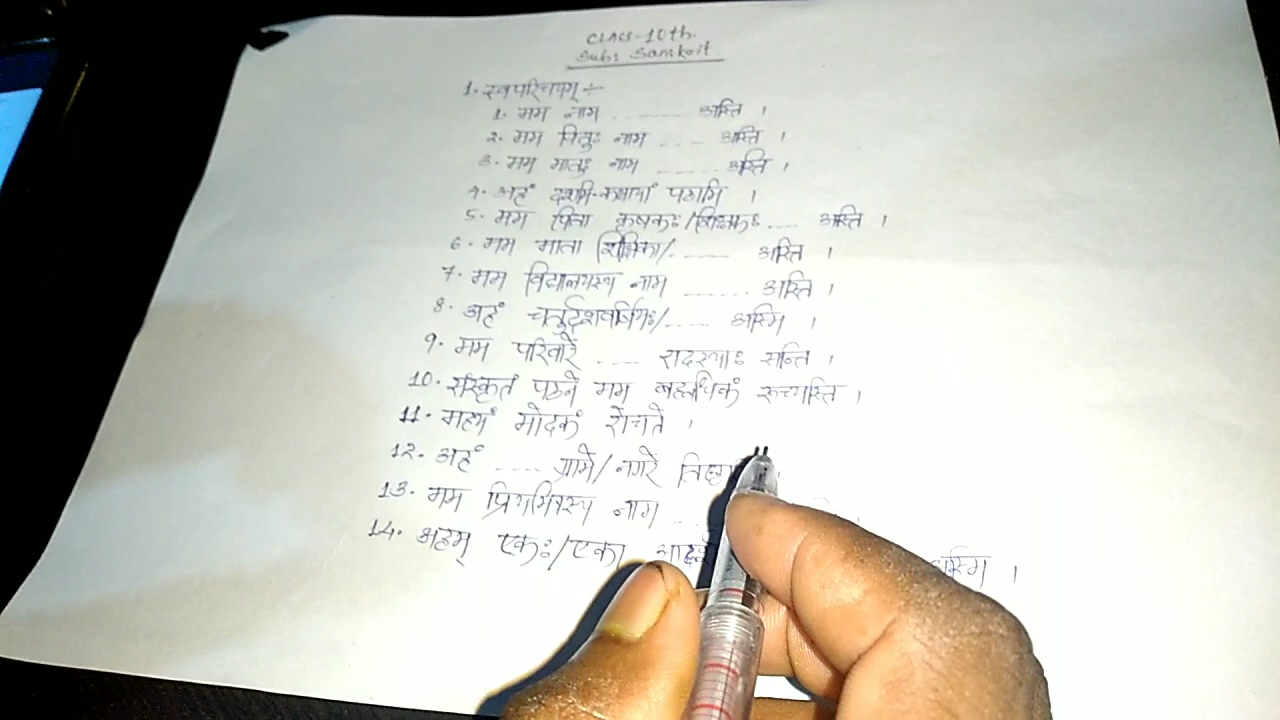 CLASS-10th.
Sub: Sanskrit.
1. स्वपरिचयम् ÷
1. मम नाम ........ अस्ति ।
2. मम पितुः नाम .... अस्ति ।
3. मम मातुः नाम ...... अस्ति ।
4. अहं दशमी-कक्षायां पठामि ।
5. मम पिता कृषकः/शिक्षकः .... अस्ति ।
6. मम माता शिक्षिका/...... अस्ति ।
7. मम विद्यालयस्य नाम ...... अस्ति ।
8. अहं चतुर्दशवर्षीयः/.... अस्मि ।
9. मम परिवारे .... सदस्याः सन्ति ।
10. संस्कृतं पठने मम रूच्यस्ति ।
11. मह्यं मोदकं रोचते ।
12. अहं .... ग्रामे/नगरे ।
13. मम प्रियमित्रस्य नाम ... ।
14. अहम् एकः/एका अस्मि ।